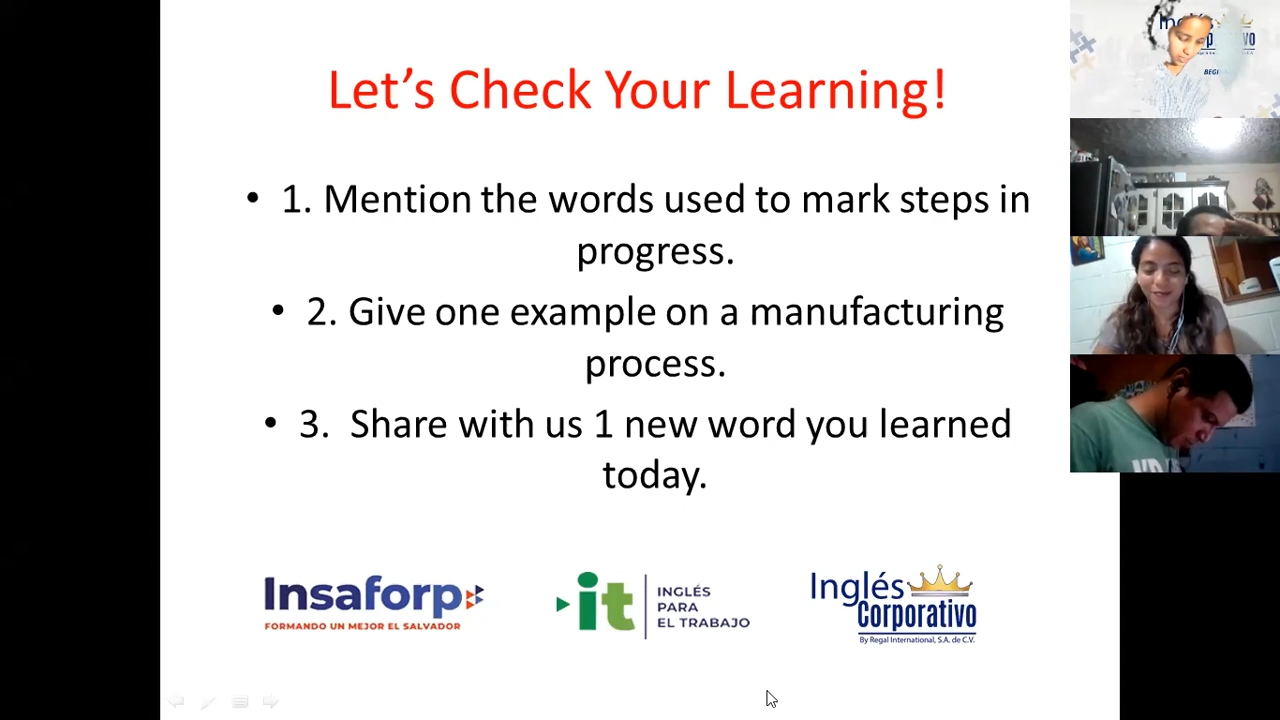 Let's Check Your Learning!
• 1. Mention the words used to mark steps in
progress.
• 2. Give one example on a manufacturing
process.
• 3. Share with us 1 new word you learned
today.
Insaforp
FORMANDO UN MEJOR EL SALVADOR
it
INGLÉS
PARA
EL TRABAJO
Inglés
Corporativo
By Regal International, S.A. de C.V.